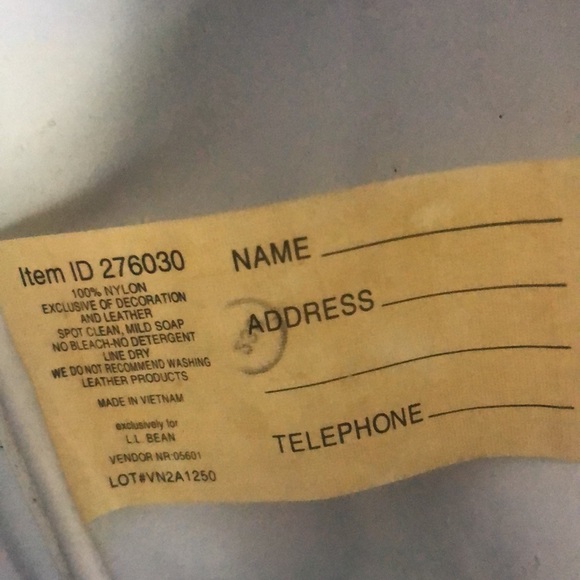 Item ID 276030
100% NYLON
EXCLUSIVE OF DECORATION
AND LEATHER
SPOT CLEAN, MILD SOAP
NO BLEACH-NO DETERGENT
LINE DRY
WE DO NOT RECOMMEND WASHING
LEATHER PRODUCTS
MADE IN VIETNAM
exclusively for
L.L. BEAN
VENDOR NR:05601
LOT#VN2A1250
NAME
ADDRESS
TELEPHONE